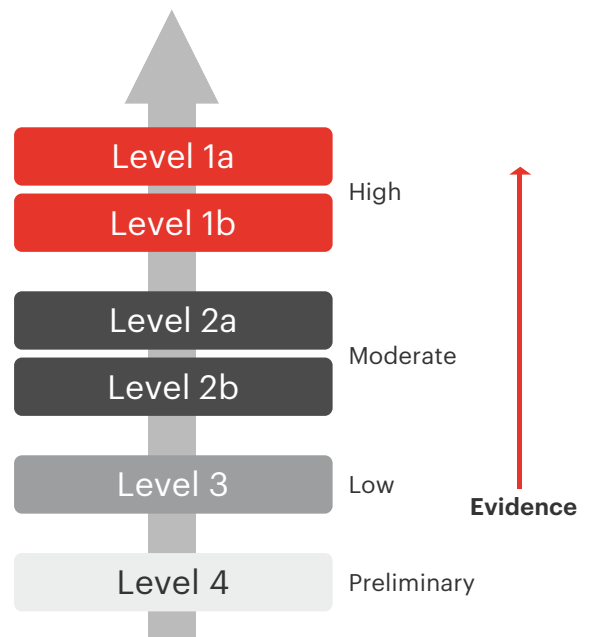 Level 1a
High
Level 1b
Level 2a
Moderate
Level 2b
Level 3
Low
Evidence
Level 4
Preliminary